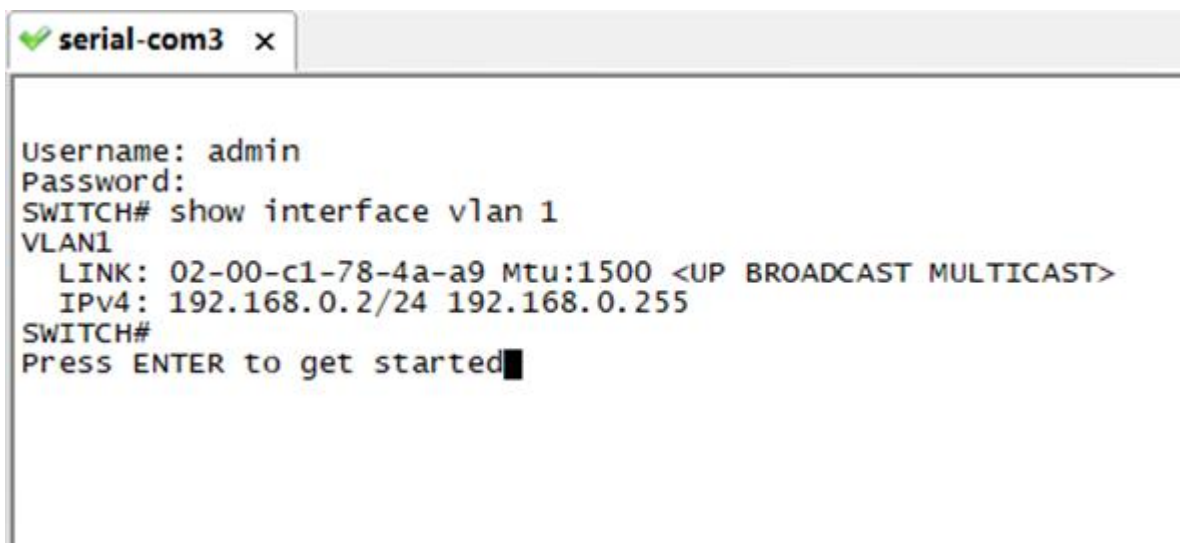 serial-com3 x
Username: admin
Password:
SWITCH# show interface vlan 1
VLAN1
  LINK: 02-00-c1-78-4a-a9 Mtu:1500 <UP BROADCAST MULTICAST>
  IPv4: 192.168.0.2/24 192.168.0.255
SWITCH#
Press ENTER to get started